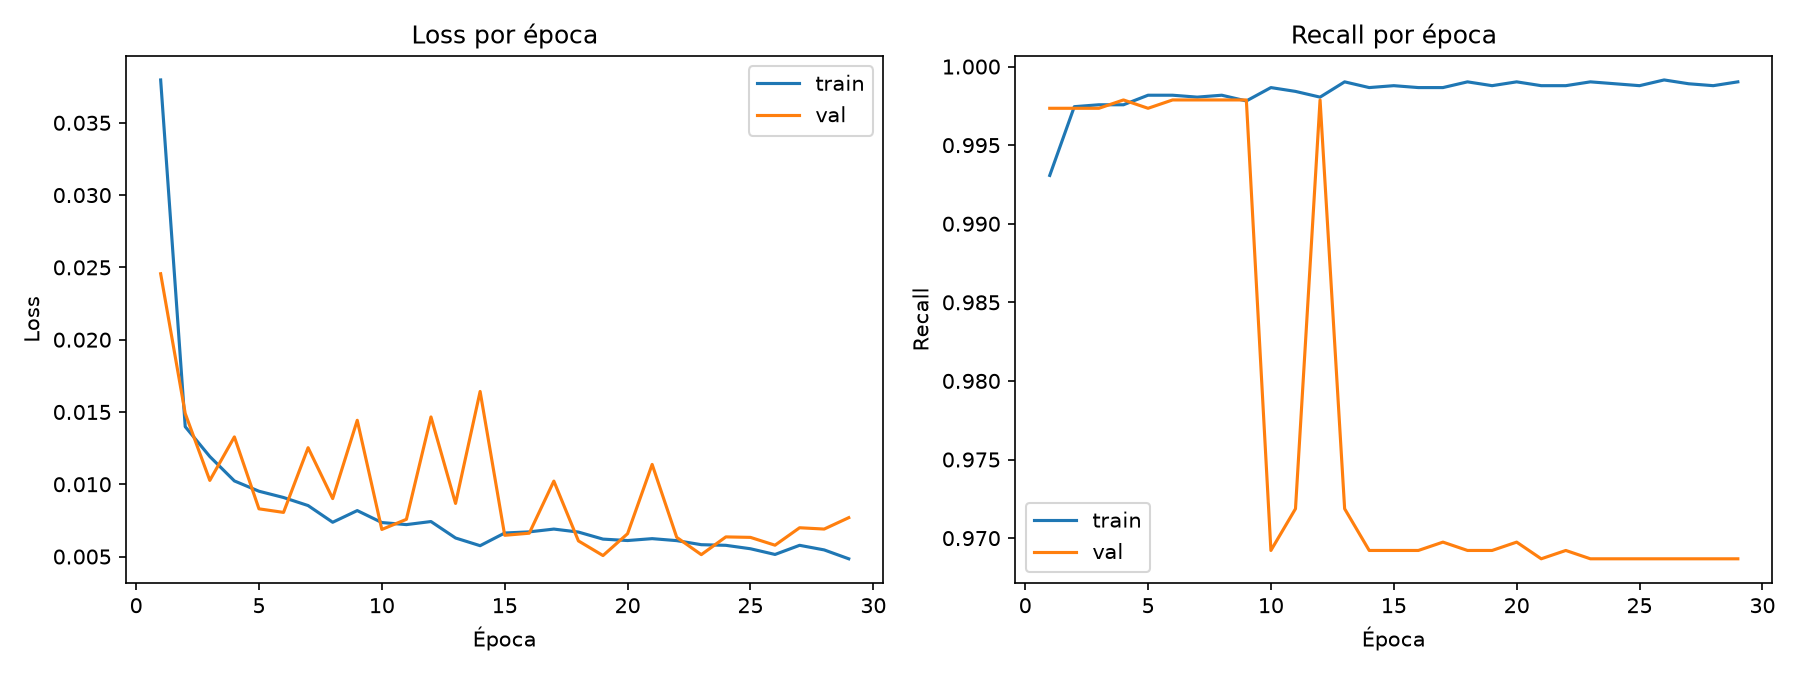 Loss por época
Loss
0.035
0.030
0.025
0.020
0.015
0.010
0.005
0 5 10 15 20 25 30
Época
train
val
Recall por época
Recall
1.000
0.995
0.990
0.985
0.980
0.975
0.970
0 5 10 15 20 25 30
Época
train
val